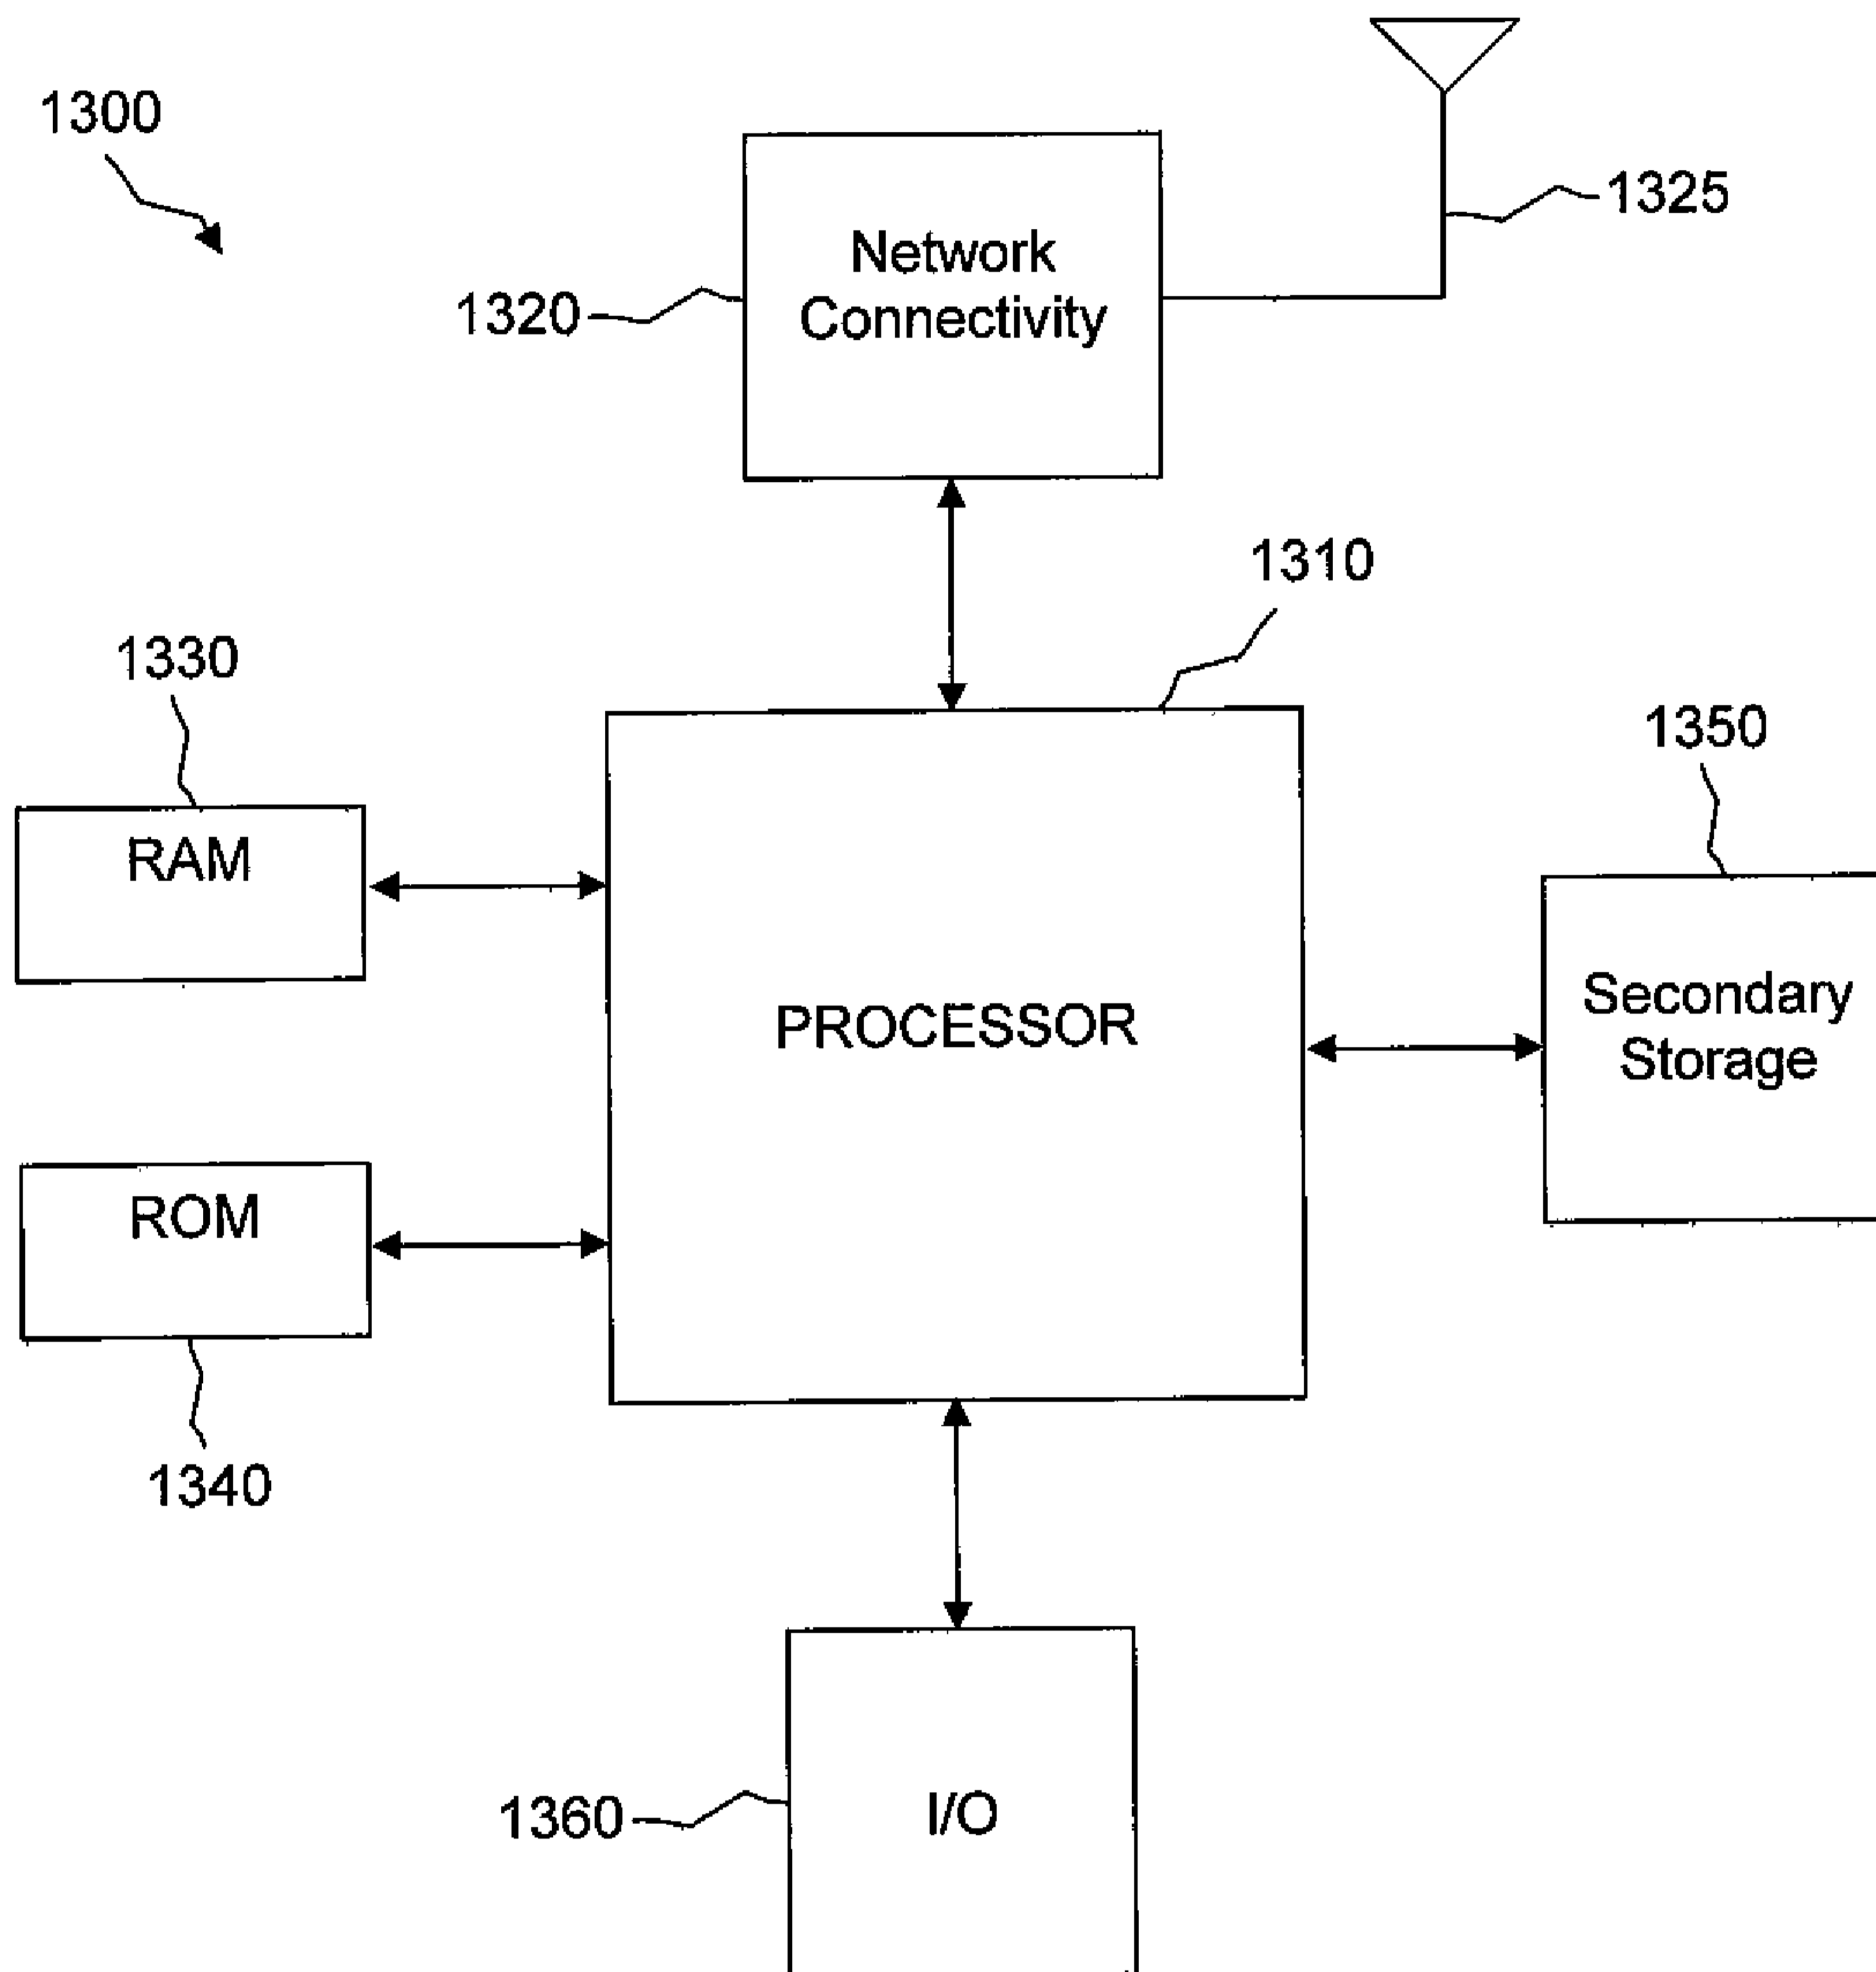 1300
1325
Network
Connectivity
1320
1310
1330
1350
RAM
Secondary
Storage
PROCESSOR
ROM
1340
1360
I/O